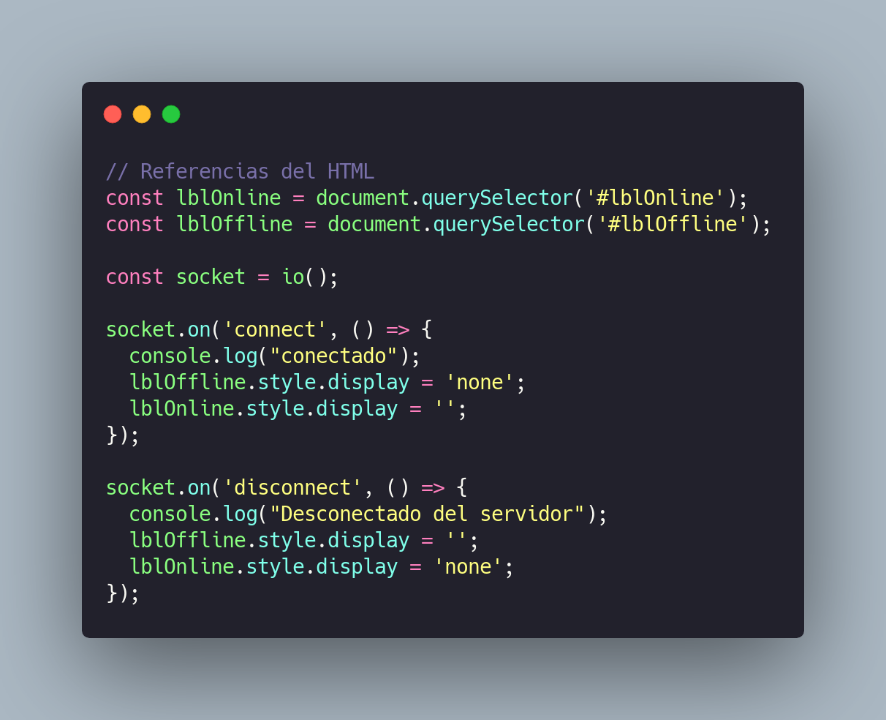 // Referencias del HTML
const lblOnline = document.querySelector('#lblOnline');
const lblOffline = document.querySelector('#lblOffline');

const socket = io();

socket.on('connect', () => {
  console.log("conectado");
  lblOffline.style.display = 'none';
  lblOnline.style.display = '';
});

socket.on('disconnect', () => {
  console.log("Desconectado del servidor");
  lblOffline.style.display = '';
  lblOnline.style.display = 'none';
});